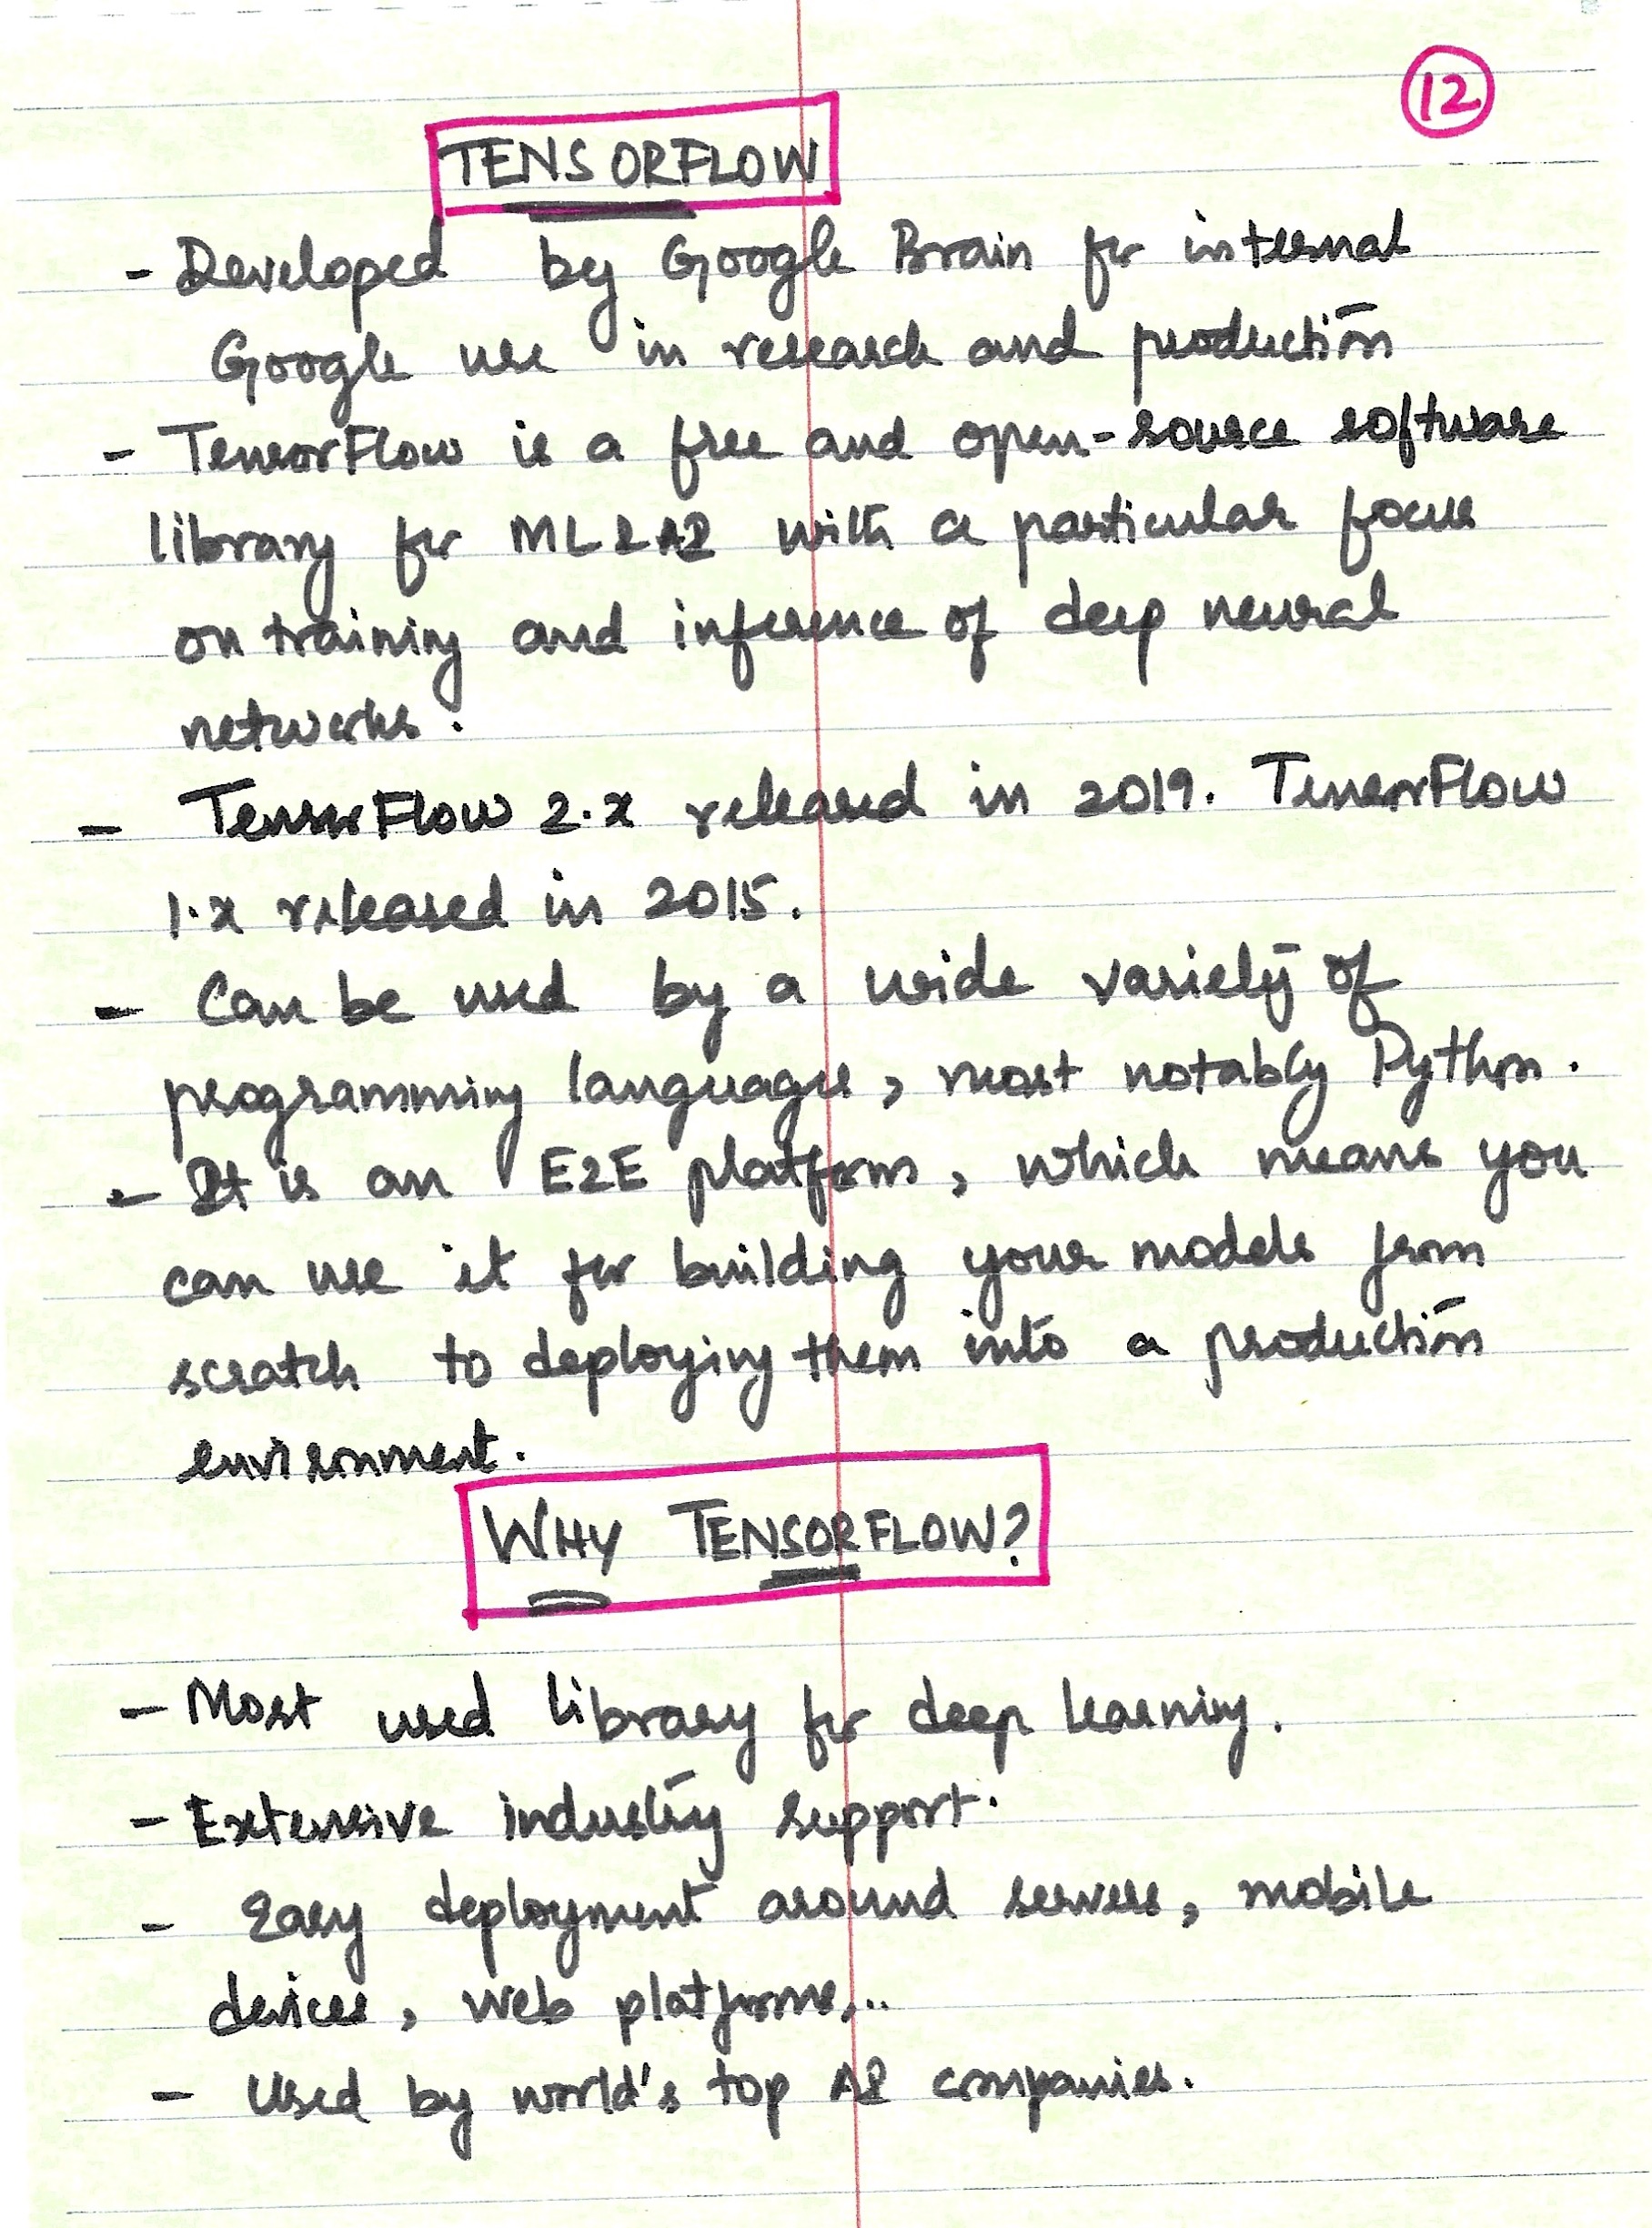 12
TENSORFLOW
- Developed by Google Brain for internal
Google use in research and production
- TensorFlow is a free and open-source software
library for ML & AI with a particular focus
on training and inference of deep neural
networks.
- TensorFlow 2.x released in 2019. TensorFlow
1.x released in 2015.
- Can be used by a wide variety of
programming languages, most notably Python.
- It is an E2E platform, which means you
can use it for building your models from
scratch to deploying them into a production
environment.
WHY TENSORFLOW?
- Most used library for deep learning.
- Extensive industry support.
- Easy deployment around servers, mobile
devices, web platforms,..
- Used by world's top AI companies.